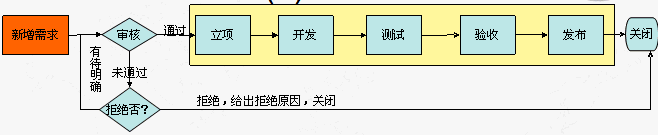 新增需求
审核
通过
立项
开发
测试
验收
发布
关闭
有待明确
未通过
拒绝否?
拒绝，给出拒绝原因，关闭